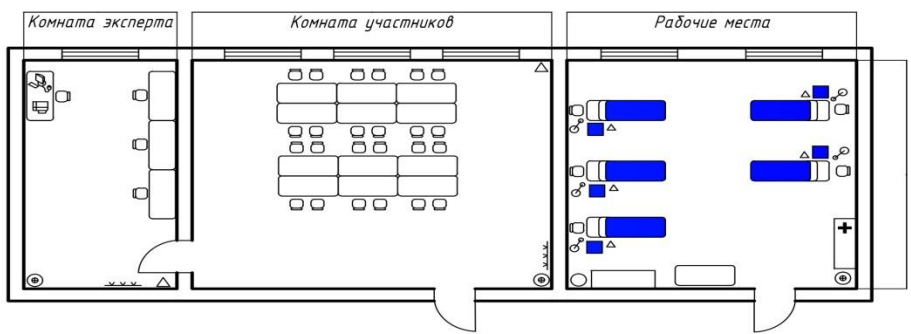 Комната эксперта
Комната участников
Рабочие места